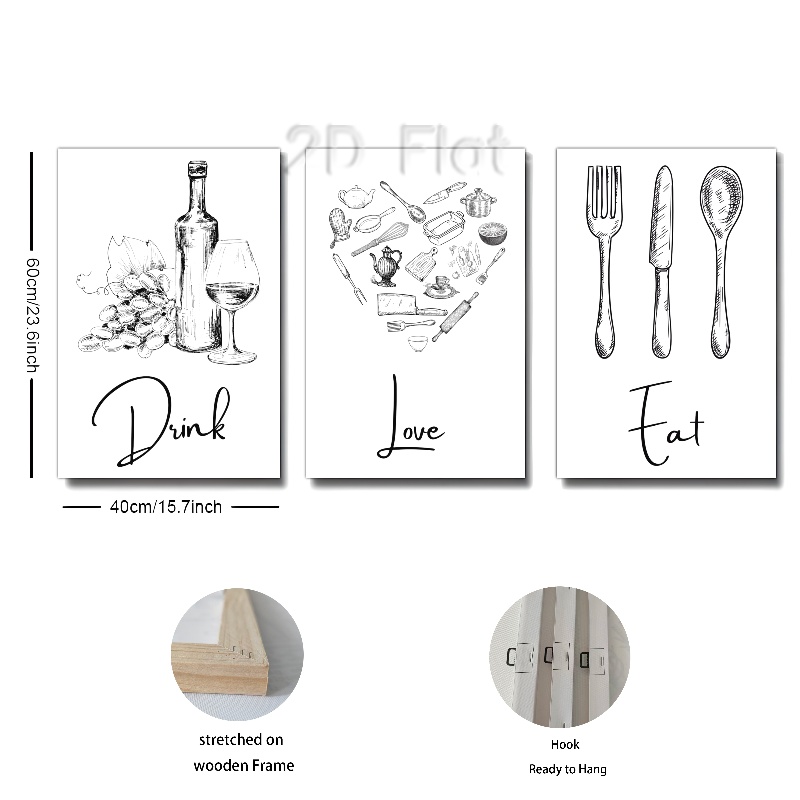 2D Flat
60cm/23.6inch
Drink
Love
Eat
40cm/15.7inch
stretched on
wooden Frame
Hook
Ready to Hang